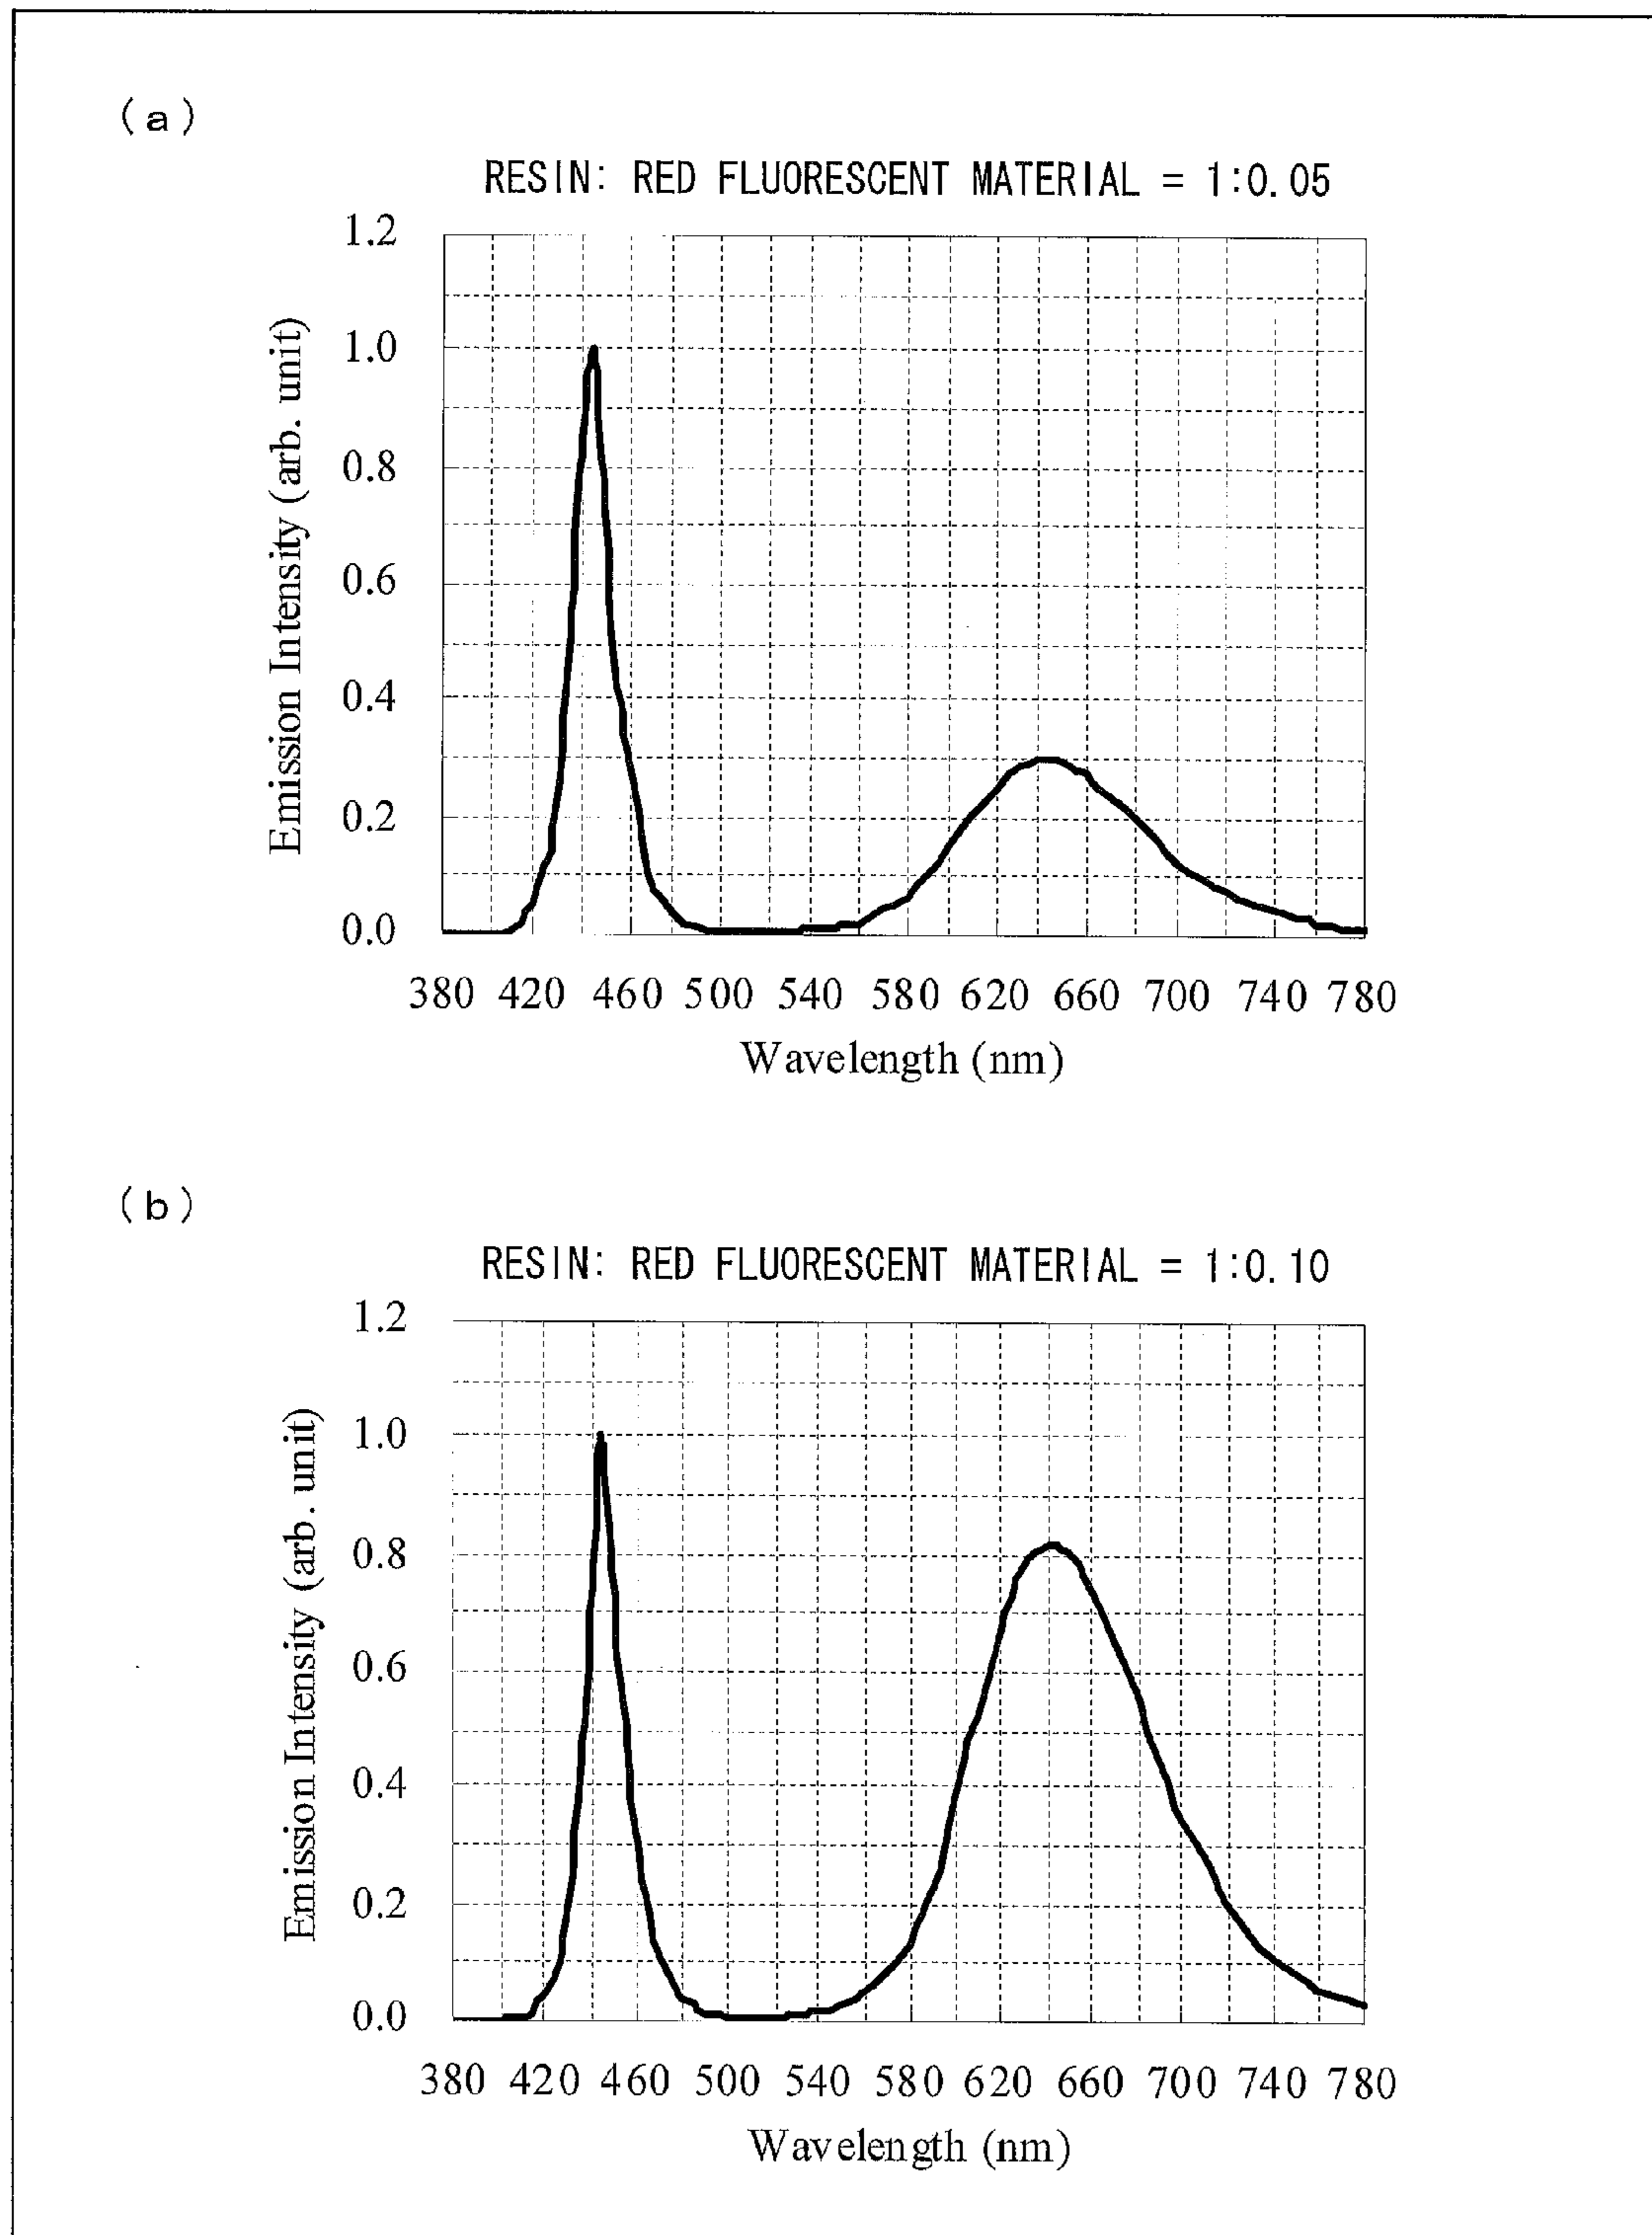 (a)
RESIN: RED FLUORESCENT MATERIAL = 1:0.05
1.2
1.0
0.8
0.6
0.4
0.2
0.0
Emission Intensity (arb. unit)
380 420 460 500 540 580 620 660 700 740 780
Wavelength (nm)
(b)
RESIN: RED FLUORESCENT MATERIAL = 1:0.10
1.2
1.0
0.8
0.6
0.4
0.2
0.0
Emission Intensity (arb. unit)
380 420 460 500 540 580 620 660 700 740 780
Wavelength (nm)